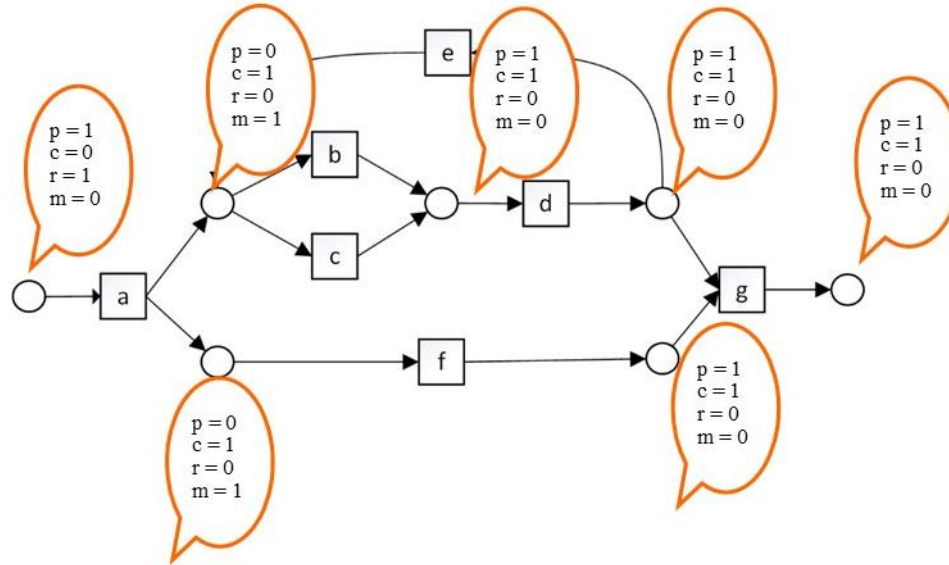 e
p = 0
c = 1
r = 0
m = 1
p = 1
c = 1
r = 0
m = 0
p = 1
c = 1
r = 0
m = 0
p = 1
c = 0
r = 1
m = 0
p = 1
c = 1
r = 0
m = 0
b
d
c
a
g
f
p = 0
c = 1
r = 0
m = 1
p = 1
c = 1
r = 0
m = 0